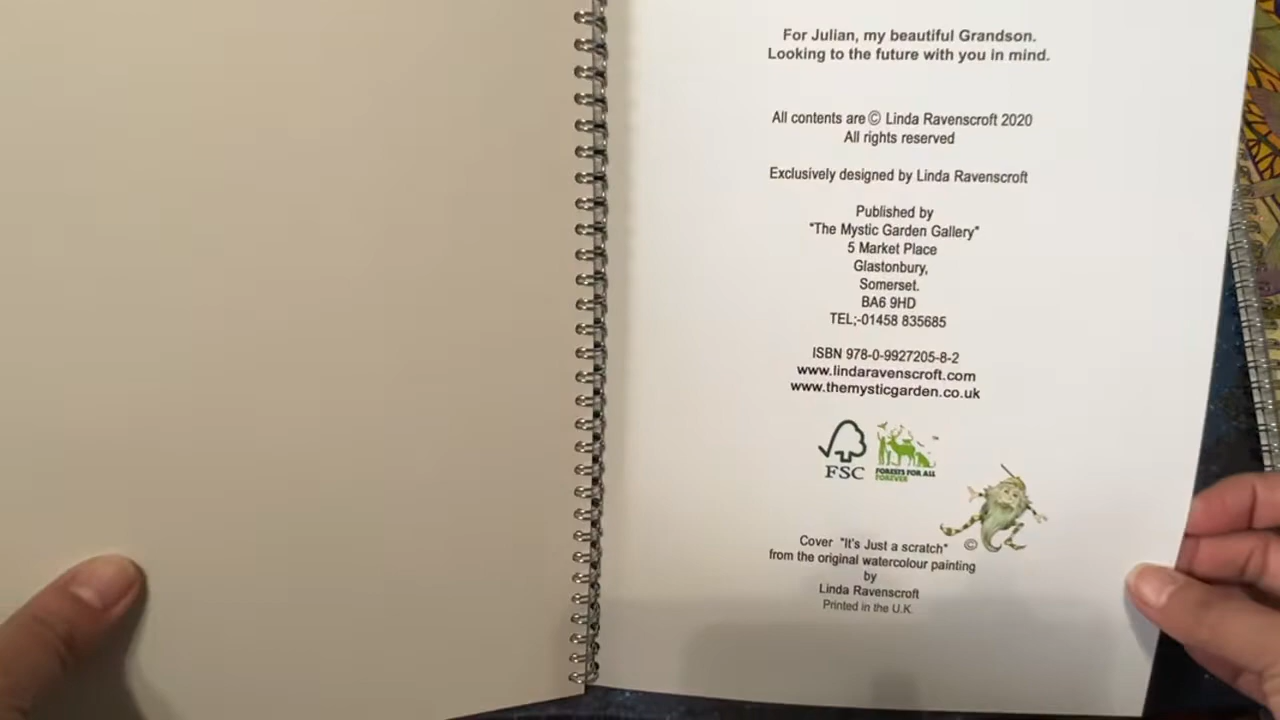 For Julian, my beautiful Grandson.
Looking to the future with you in mind.
All contents are © Linda Ravenscroft 2020
All rights reserved
Exclusively designed by Linda Ravenscroft
Published by
"The Mystic Garden Gallery"
5 Market Place
Glastonbury,
Somerset.
BA6 9HD
TEL;-01458 835685
ISBN 978-0-9927205-8-2
www.lindaravenscroft.com
www.themysticgarden.co.uk
FSC
FORESTS FOR ALL
FOREVER
™
©
Cover "It's Just a scratch"
from the original watercolour painting
by
Linda Ravenscroft
Printed in the U.K.